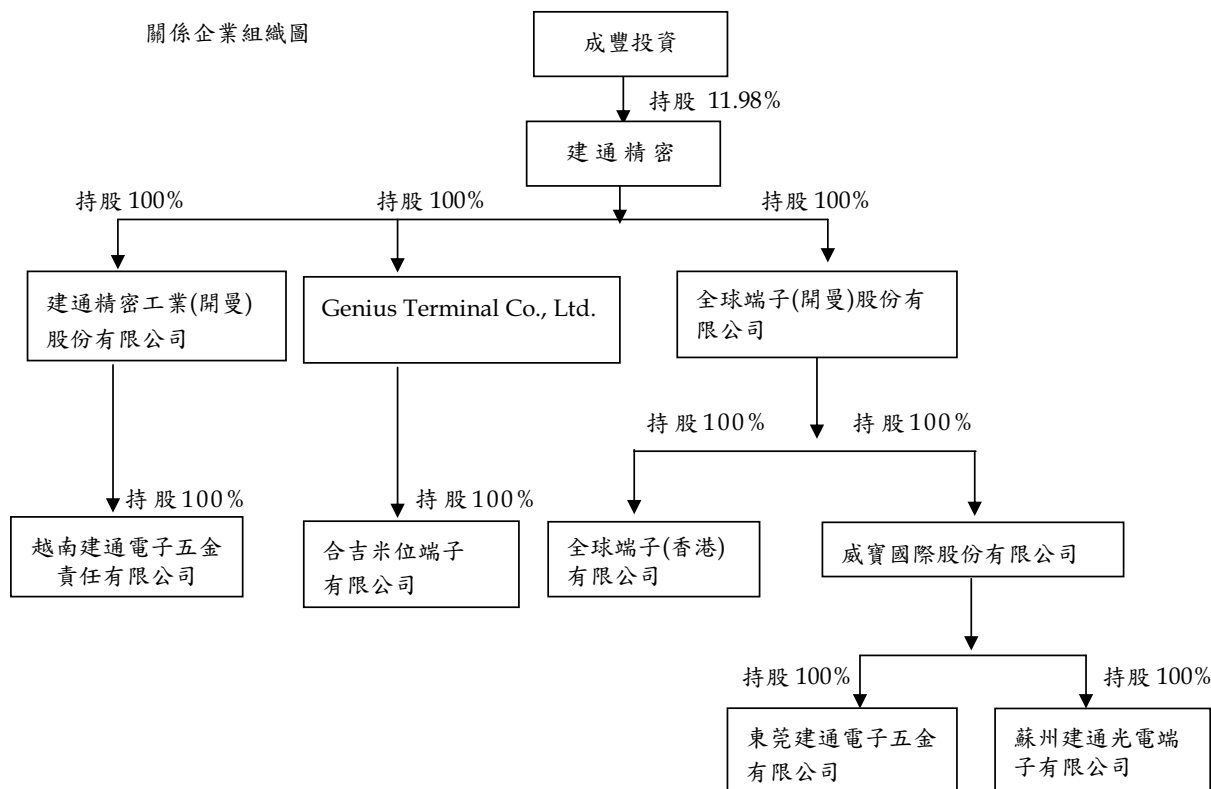 關係企業組織圖
成豐投資
持股 11.98%
建通精密
持股 100%
持股 100%
持股 100%
建通精密工業(開曼)
股份有限公司
Genius Terminal Co., Ltd.
全球端子(開曼)股份有
限公司
持股 100%
持股 100%
持股 100%
持股 100%
越南建通電子五金
責任有限公司
合吉米位端子
有限公司
全球端子(香港)
有限公司
威寶國際股份有限公司
持股 100%
持股 100%
東莞建通電子五金
有限公司
蘇州建通光電端
子有限公司